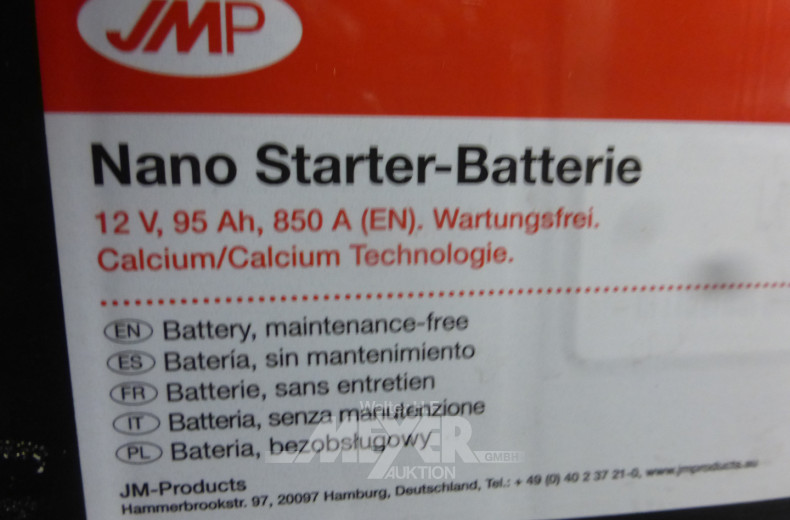 JMP
Nano Starter-Batterie
12 V, 95 Ah, 850 A (EN). Wartungsfrei.
Calcium/Calcium Technologie.
EN Battery, maintenance-free
ES Batería, sin mantenimiento
FR Batterie, sans entretien
IT Batteria, senza manutenzione
PL Bateria, bezobsługowy
MEYER
GMBH
AUKTION
JM-Products
Hammerbrookstr. 97, 20097 Hamburg, Deutschland, Tel.: + 49 (0) 40 2 37 21-0, www.jmproducts.eu